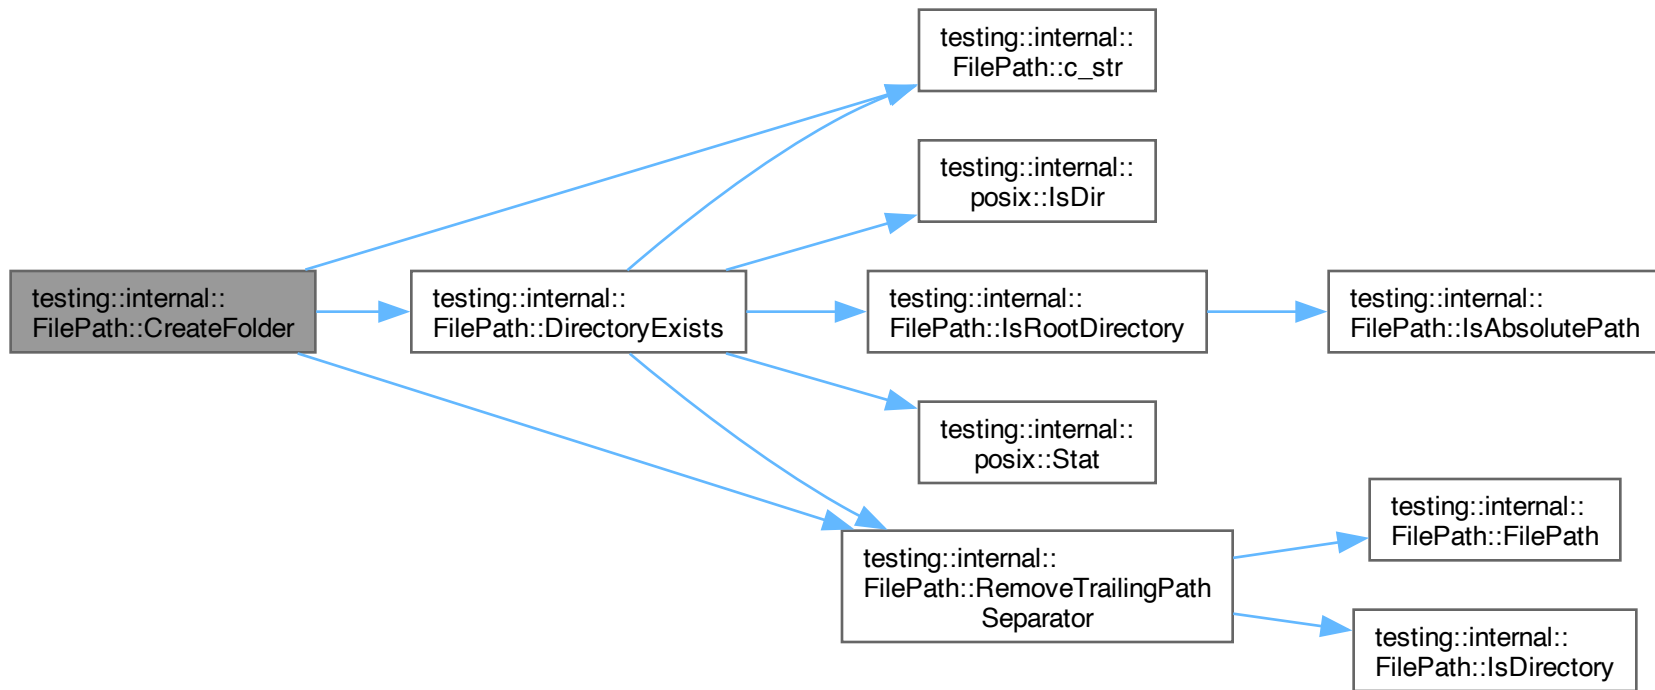 testing::internal::
FilePath::CreateFolder
testing::internal::
FilePath::DirectoryExists
testing::internal::
FilePath::c_str
testing::internal::
posix::IsDir
testing::internal::
FilePath::IsRootDirectory
testing::internal::
FilePath::IsAbsolutePath
testing::internal::
posix::Stat
testing::internal::
FilePath::RemoveTrailingPath
Separator
testing::internal::
FilePath::FilePath
testing::internal::
FilePath::IsDirectory